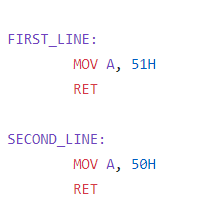 FIRST_LINE:
MOV A, 51H
RET
SECOND_LINE:
MOV A, 50H
RET